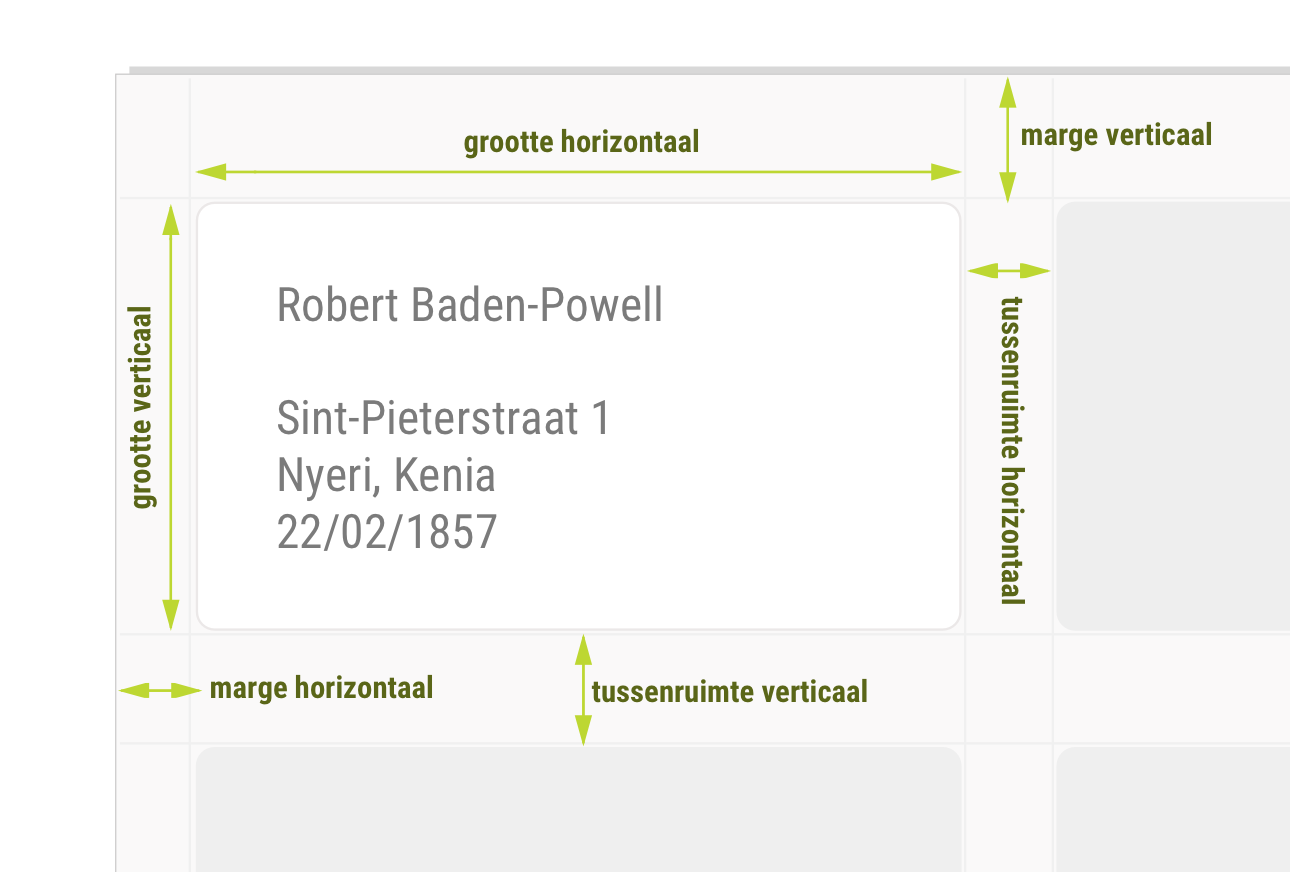 grootte horizontaal
marge verticaal
grootte verticaal
Robert Baden-Powell
Sint-Pieterstraat 1
Nyeri, Kenia
22/02/1857
tussenruimte horizontaal
marge horizontaal
tussenruimte verticaal